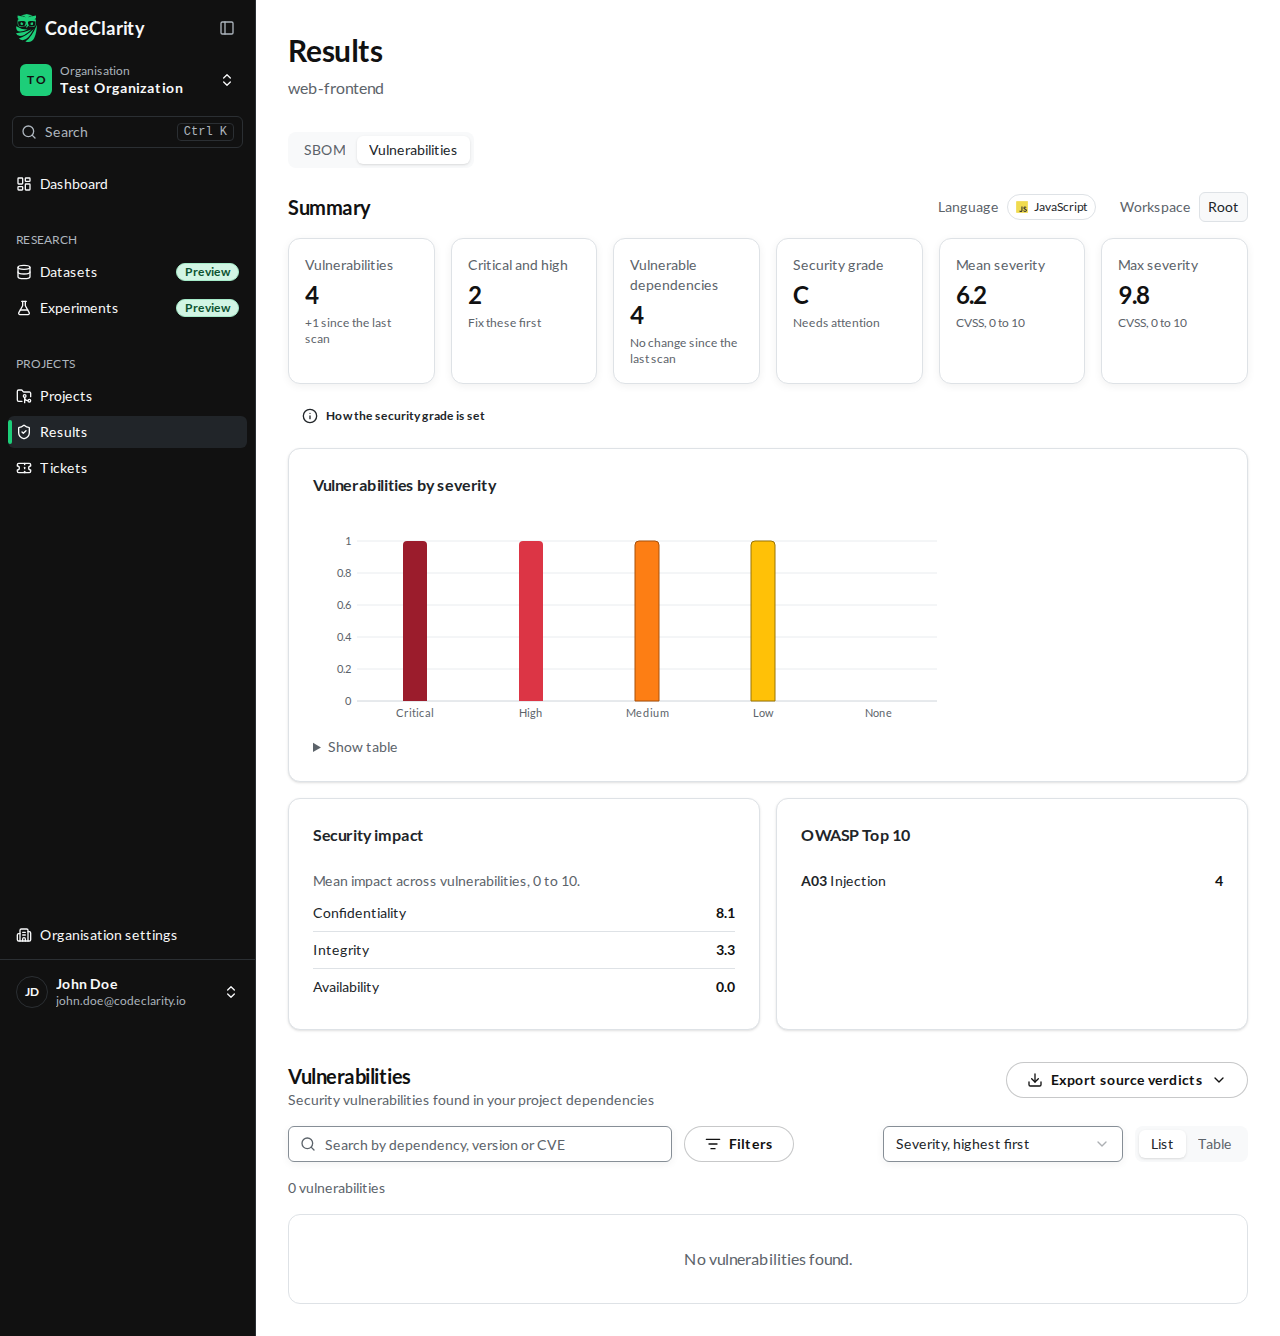 CodeClarity
TO
Organisation
Test Organization
Search
Ctrl K
Dashboard
RESEARCH
Datasets
Preview
Experiments
Preview
PROJECTS
Projects
Results
Tickets
Organisation settings
JD
John Doe
john.doe@codeclarity.io
Results
web-frontend
SBOM
Vulnerabilities
Summary
Language
JS
JavaScript
Workspace
Root
Vulnerabilities
4
+1 since the last
scan
Critical and high
2
Fix these first
Vulnerable
dependencies
4
No change since the
last scan
Security grade
C
Needs attention
Mean severity
6.2
CVSS, 0 to 10
Max severity
9.8
CVSS, 0 to 10
How the security grade is set
Vulnerabilities by severity
1
0.8
0.6
0.4
0.2
0
Critical
High
Medium
Low
None
Show table
Security impact
Mean impact across vulnerabilities, 0 to 10.
Confidentiality 8.1
Integrity 3.3
Availability 0.0
OWASP Top 10
A03 Injection 4
Vulnerabilities
Security vulnerabilities found in your project dependencies
Export source verdicts
Search by dependency, version or CVE
Filters
Severity, highest first
List
Table
0 vulnerabilities
No vulnerabilities found.